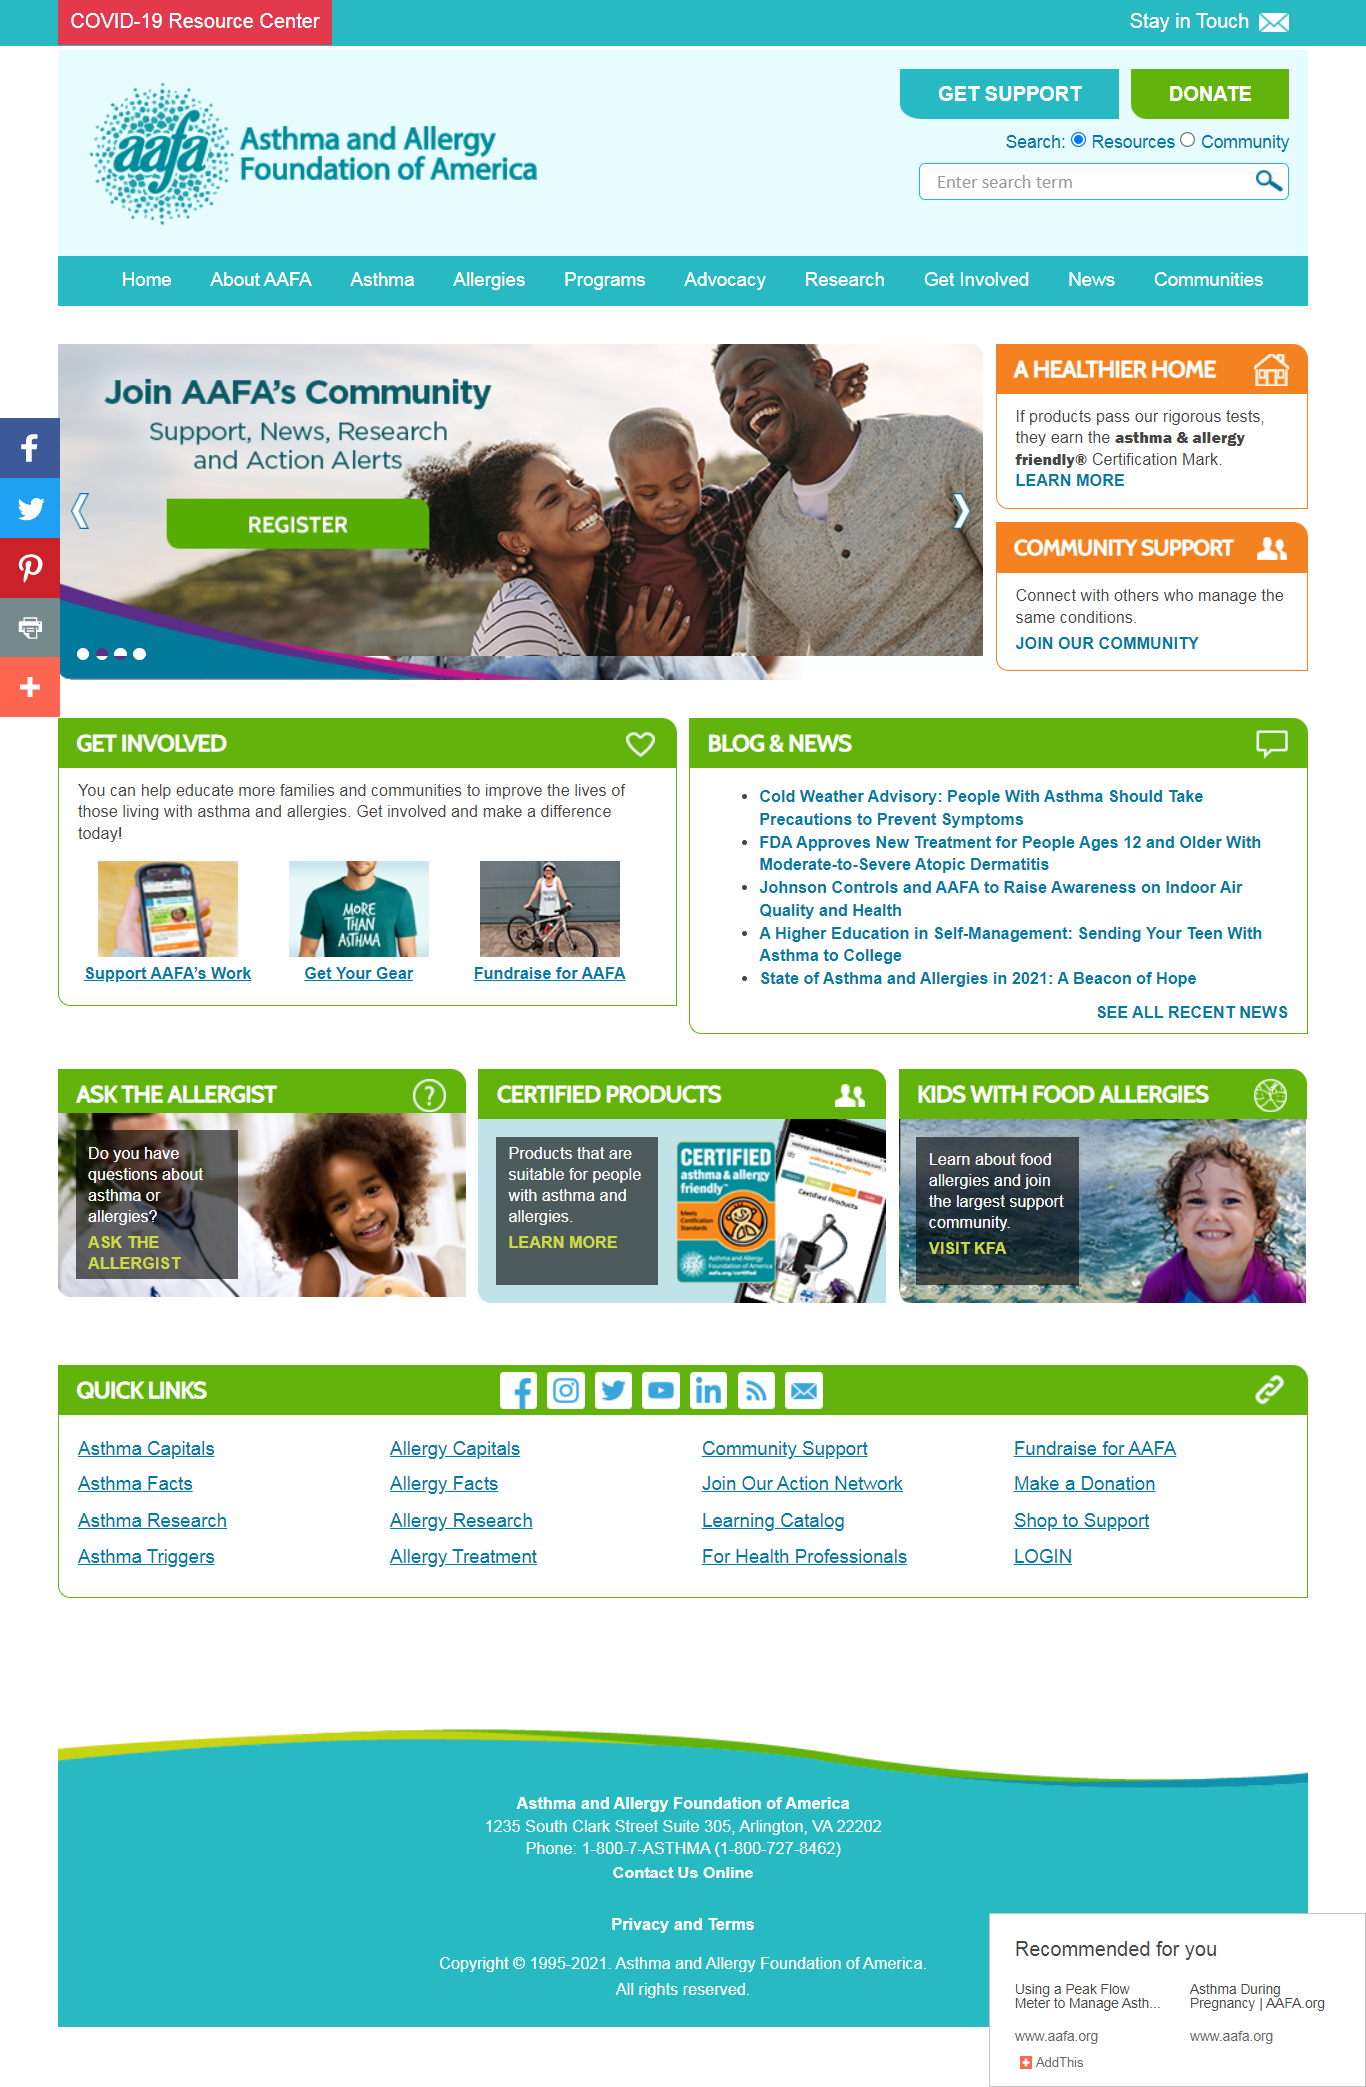 COVID-19 Resource Center
Stay in Touch
aafa
Asthma and Allergy
Foundation of America
GET SUPPORT
DONATE
Search: Resources Community
Enter search term
Home About AAFA Asthma Allergies Programs Advocacy Research Get Involved News Communities
Join AAFA's Community
Support, News, Research
and Action Alerts
REGISTER
A HEALTHIER HOME
If products pass our rigorous tests,
they earn the asthma & allergy
friendly® Certification Mark.
LEARN MORE
COMMUNITY SUPPORT
Connect with others who manage the
same conditions.
JOIN OUR COMMUNITY
GET INVOLVED
You can help educate more families and communities to improve the lives of
those living with asthma and allergies. Get involved and make a difference
today!
MORE
THAN
ASTHMA
Support AAFA's Work
Get Your Gear
Fundraise for AAFA
BLOG & NEWS
• Cold Weather Advisory: People With Asthma Should Take
Precautions to Prevent Symptoms
• FDA Approves New Treatment for People Ages 12 and Older With
Moderate-to-Severe Atopic Dermatitis
• Johnson Controls and AAFA to Raise Awareness on Indoor Air
Quality and Health
• A Higher Education in Self-Management: Sending Your Teen With
Asthma to College
• State of Asthma and Allergies in 2021: A Beacon of Hope
SEE ALL RECENT NEWS
ASK THE ALLERGIST
Do you have
questions about
asthma or
allergies?
ASK THE
ALLERGIST
CERTIFIED PRODUCTS
Products that are
suitable for people
with asthma and
allergies.
LEARN MORE
CERTIFIED
asthma & allergy
friendly™
Meets
Certification
Standards
Asthma and Allergy
Foundation of America
aafa.org/certified
Certified Products
KIDS WITH FOOD ALLERGIES
Learn about food
allergies and join
the largest support
community.
VISIT KFA
QUICK LINKS
Asthma Capitals
Allergy Capitals
Community Support
Fundraise for AAFA
Asthma Facts
Allergy Facts
Join Our Action Network
Make a Donation
Asthma Research
Allergy Research
Learning Catalog
Shop to Support
Asthma Triggers
Allergy Treatment
For Health Professionals
LOGIN
Asthma and Allergy Foundation of America
1235 South Clark Street Suite 305, Arlington, VA 22202
Phone: 1-800-7-ASTHMA (1-800-727-8462)
Contact Us Online
Privacy and Terms
Copyright © 1995-2021. Asthma and Allergy Foundation of America.
All rights reserved.
Recommended for you
Using a Peak Flow
Meter to Manage Asth...
www.aafa.org
Asthma During
Pregnancy | AAFA.org
www.aafa.org
AddThis